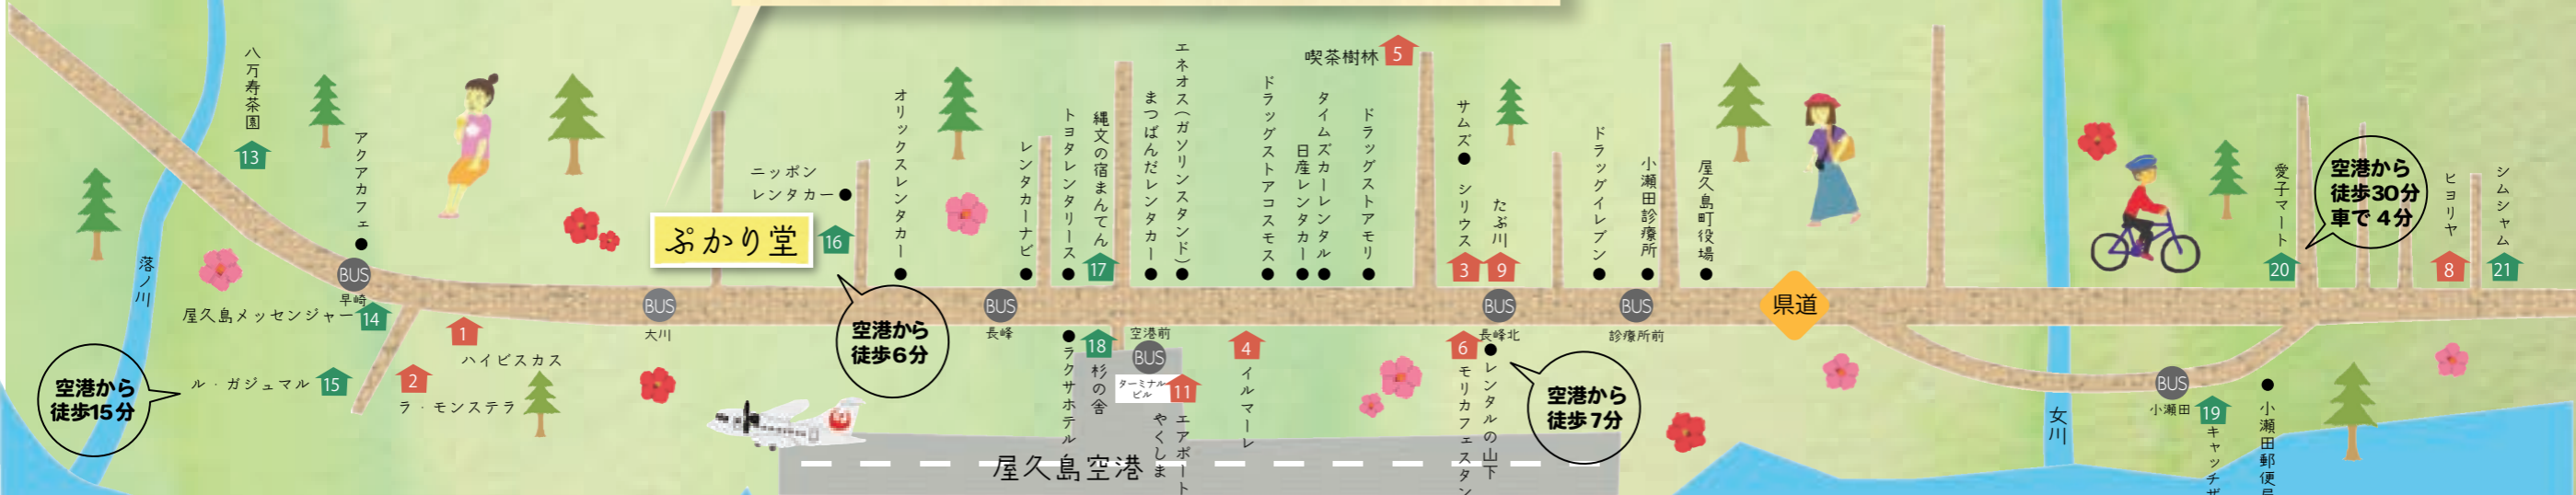 八万寿茶園
13
アクアカフェ
落ノ川
BUS
早崎
屋久島メッセンジャー
14
1
ハイビスカス
ル・ガジュマル
15
2
ラ・モンステラ
空港から
徒歩15分
BUS
大川
ぷかり堂
16
ニッポン
レンタカー
空港から
徒歩6分
オリックスレンタカー
BUS
長峰
レンタカーナビ
トヨタレンタリース
縄文の宿まんてん
17
まつばんだレンタカー
エネオス(ガソリンスタンド)
ラクサホテル
18
杉の舎
空港前
BUS
ターミナル
ビル
11
エアポート
やくしま
屋久島空港
4
イルマーレ
ドラッグストアコスモス
日産レンタカー
タイムズカーレンタル
ドラッグストアモリ
喫茶樹林
5
サムズ
シリウス
3
たぶ川
9
BUS
長峰北
6
モリカフェスタン
レンタルの山下
空港から
徒歩7分
ドラッグイレブン
小瀬田診療所
屋久島町役場
BUS
診療所前
県道
女川
BUS
小瀬田
19
キャッチザ
小瀬田郵便局
愛子マート
20
空港から
徒歩30分
車で4分
ヒヨリヤ
8
シムシャム
21